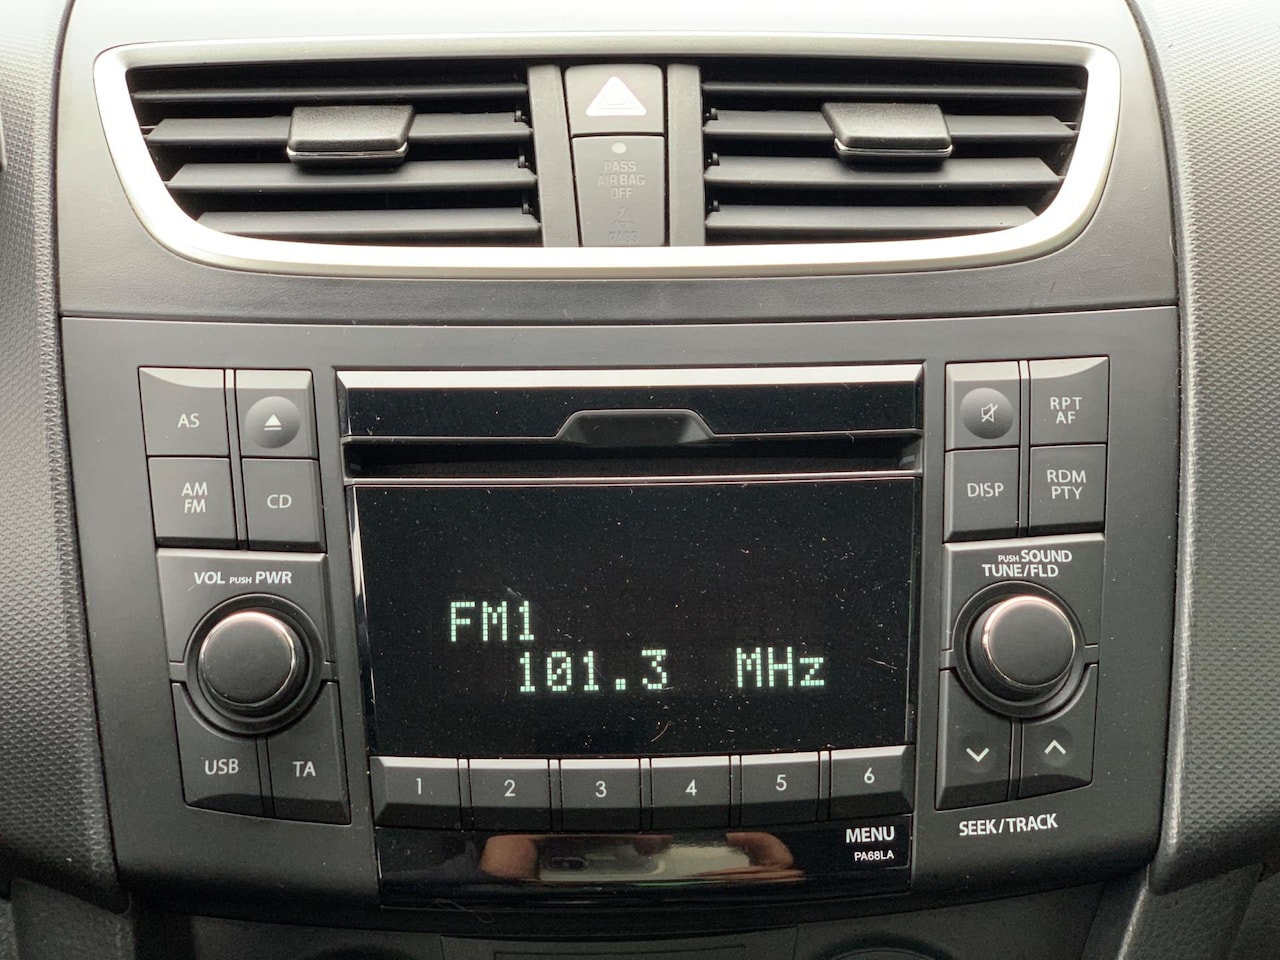 PASS
AIR BAG
OFF
PASS
AS
AM
FM
CD
RPT
AF
DISP
RDM
PTY
VOL PUSH PWR
PUSH SOUND
TUNE/FLD
FM1
101.3 MHz
USB
TA
1 2 3 4 5 6
SEEK/TRACK
MENU
PA68LA